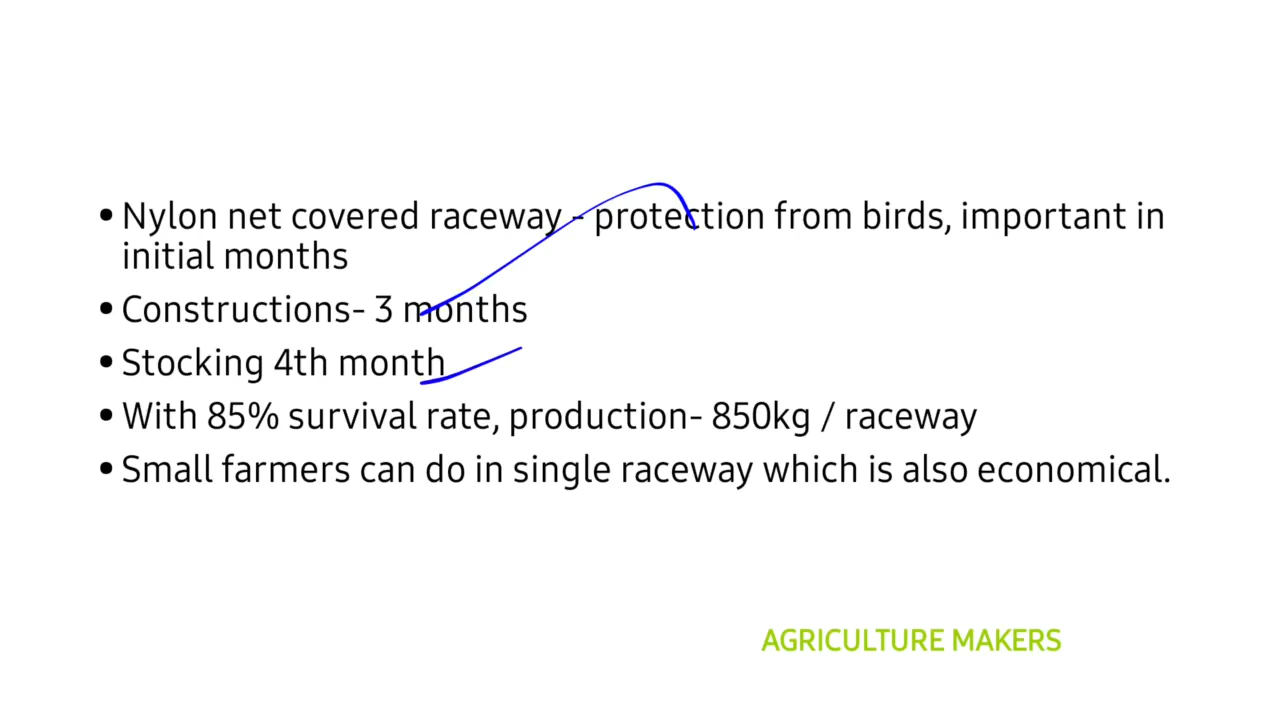 • Nylon net covered raceway - protection from birds, important in
initial months
• Constructions- 3 months
• Stocking 4th month
• With 85% survival rate, production- 850kg / raceway
• Small farmers can do in single raceway which is also economical.
AGRICULTURE MAKERS